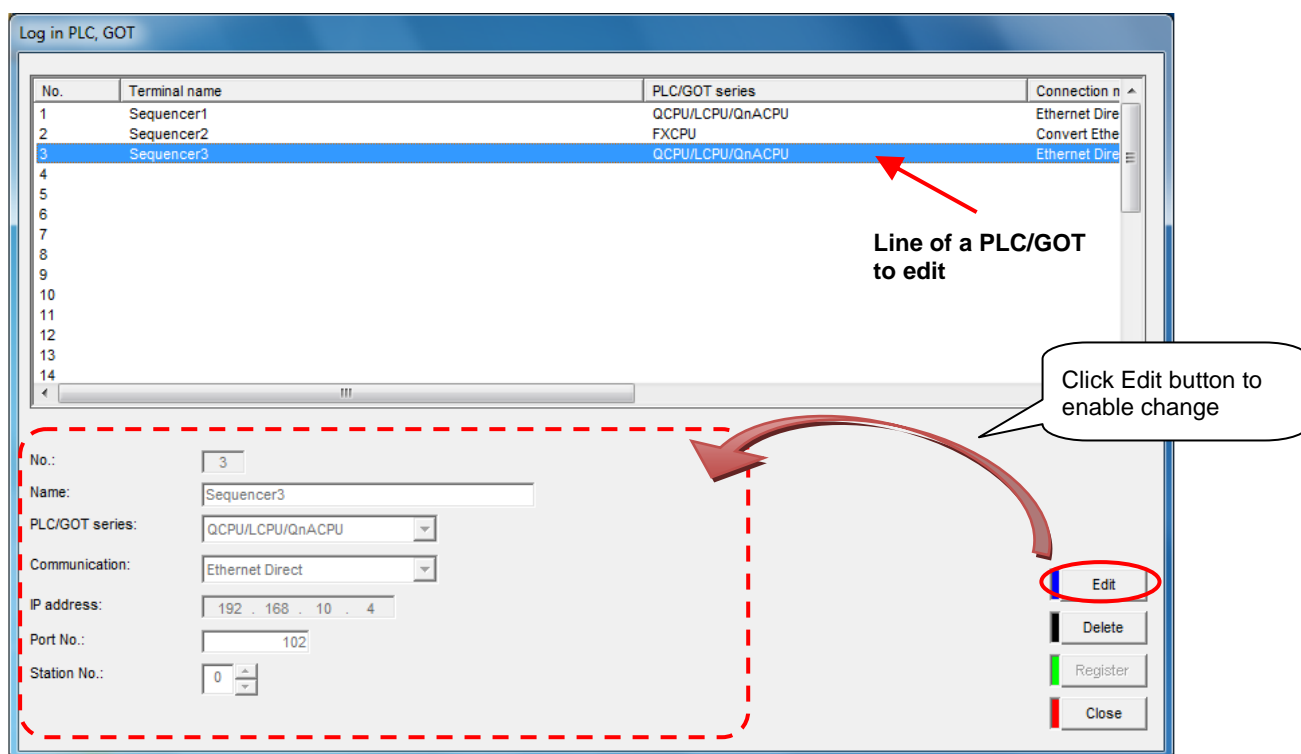 Log in PLC, GOT
No. Terminal name PLC/GOT series Connection n
1 Sequencer1 QCPU/LCPU/QnACPU Ethernet Dire
2 Sequencer2 FXCPU Convert Ethe
3 Sequencer3 QCPU/LCPU/QnACPU Ethernet Dire
4
5
6
7
8
9
10
11
12
13
14
Line of a PLC/GOT
to edit
Click Edit button to
enable change
No.: 3
Name: Sequencer3
PLC/GOT series: QCPU/LCPU/QnACPU
Communication: Ethernet Direct
IP address: 192 . 168 . 10 . 4
Port No.: 102
Station No.: 0
Edit
Delete
Register
Close